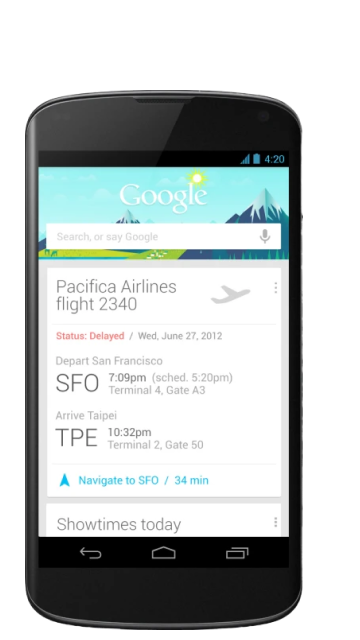 4:20
Google
Search, or say Google
Pacifica Airlines
flight 2340
Status: Delayed / Wed, June 27, 2012
Depart San Francisco
SFO 7:09pm (sched. 5:20pm)
Terminal 4, Gate A3
Arrive Taipei
TPE 10:32pm
Terminal 2, Gate 50
Navigate to SFO / 34 min
Showtimes today